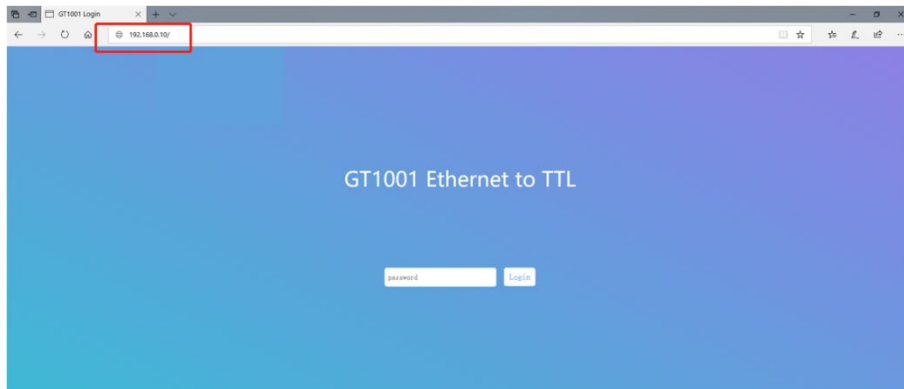 GT1001 Login
192.168.0.10/
GT1001 Ethernet to TTL
password
Login